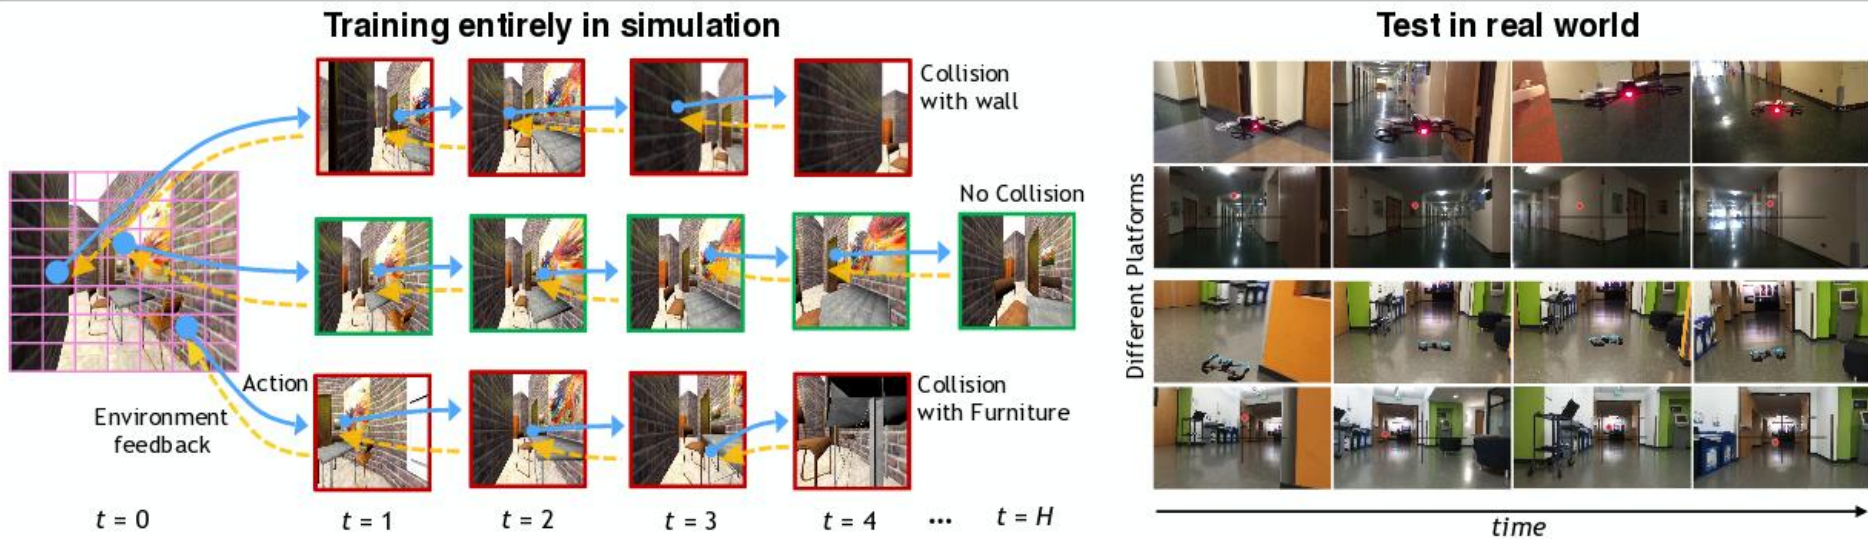 Training entirely in simulation
Test in real world
Collision
with wall
No Collision
Action
Environment
feedback
Collision
with Furniture
t = 0
t = 1
t = 2
t = 3
t = 4
...
t = H
Different Platforms
time